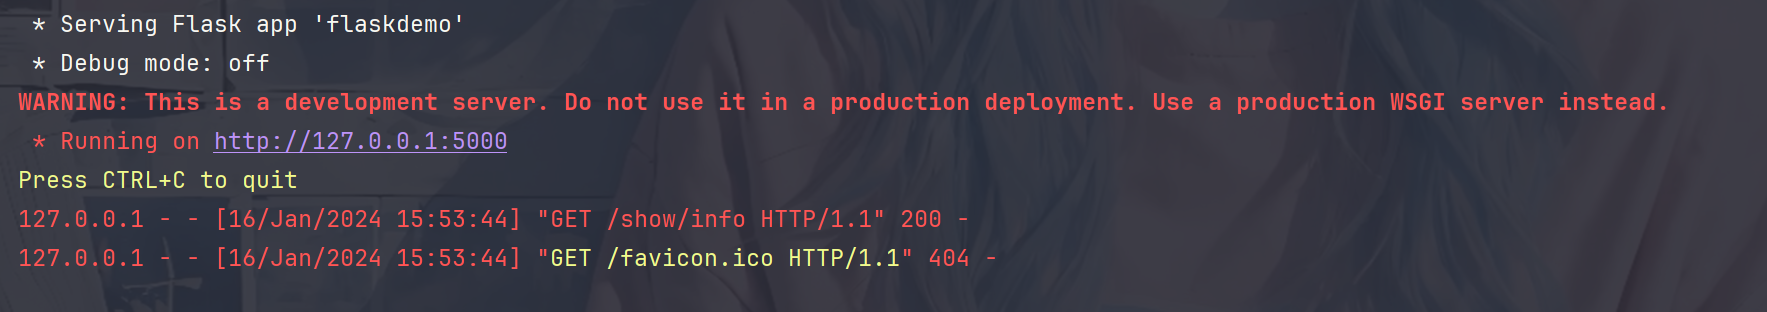 * Serving Flask app 'flaskdemo'
* Debug mode: off
WARNING: This is a development server. Do not use it in a production deployment. Use a production WSGI server instead.
* Running on http://127.0.0.1:5000
Press CTRL+C to quit
127.0.0.1 - - [16/Jan/2024 15:53:44] "GET /show/info HTTP/1.1" 200 -
127.0.0.1 - - [16/Jan/2024 15:53:44] "GET /favicon.ico HTTP/1.1" 404 -